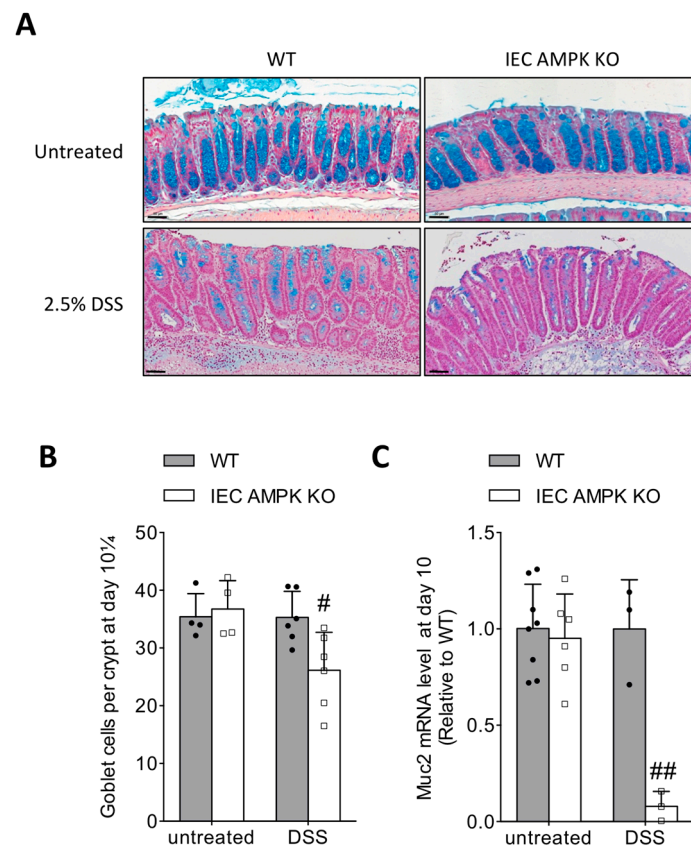 A
WT
IEC AMPK KO
Untreated
2.5% DSS
B
WT
IEC AMPK KO
Goblet cells per crypt at day 10¼
50
40
30
20
10
0
#
untreated
DSS
C
WT
IEC AMPK KO
Muc2 mRNA level at day 10
(Relative to WT)
1.5
1.0
0.5
0.0
##
untreated
DSS